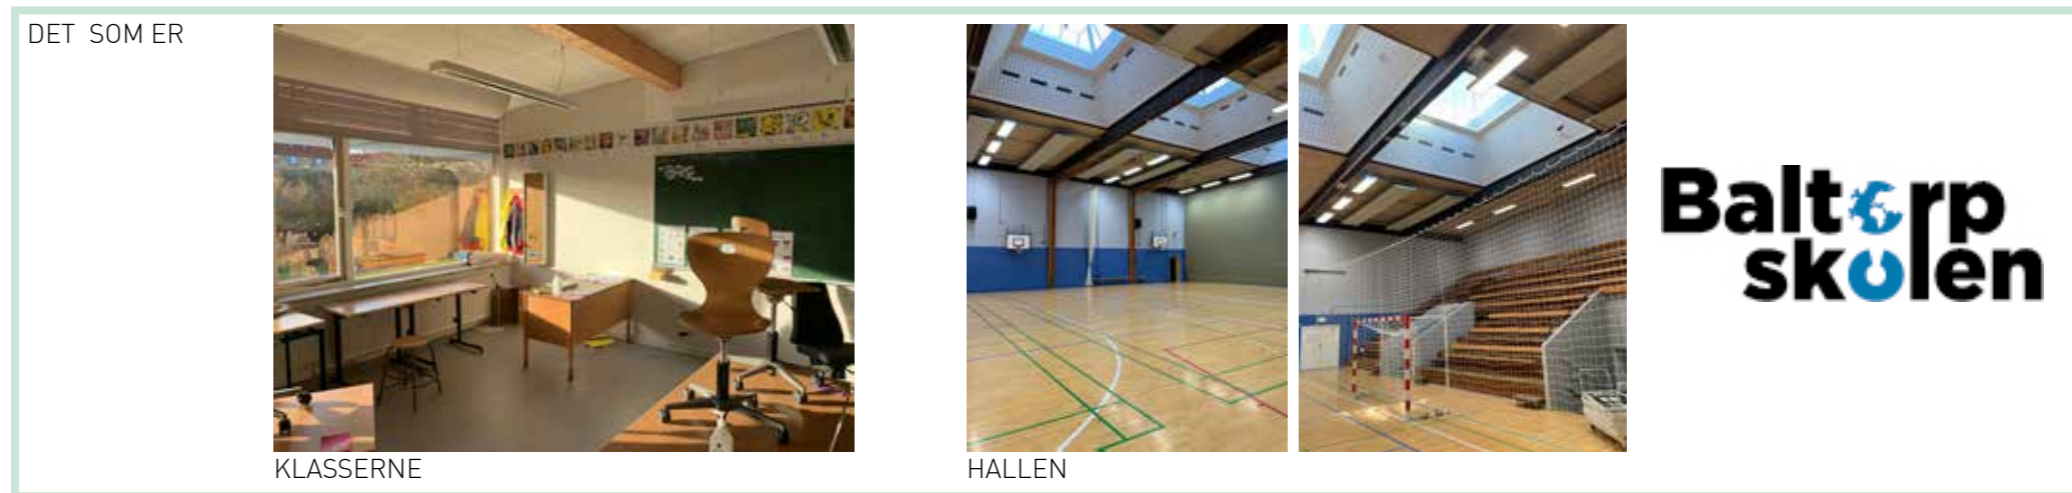 DET SOM ER
KLASSERNE
HALLEN
Baltorp
skolen